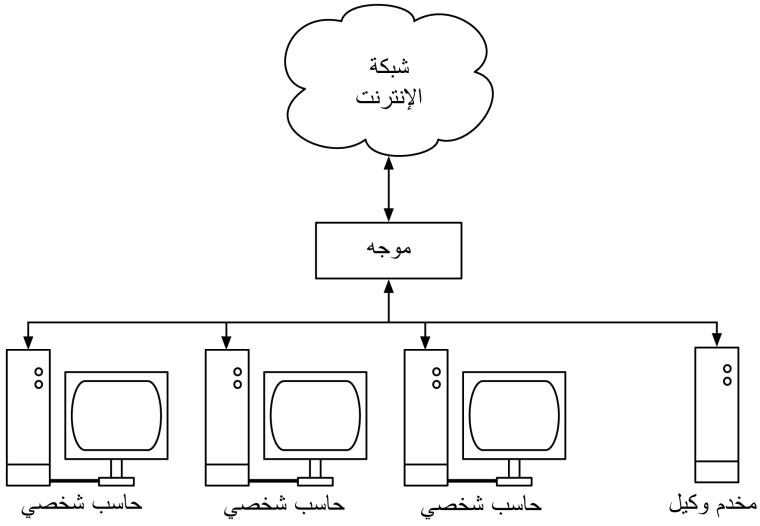 شبكة
الإنترنت
موجه
حاسب شخصي
حاسب شخصي
حاسب شخصي
مخدم وكيل